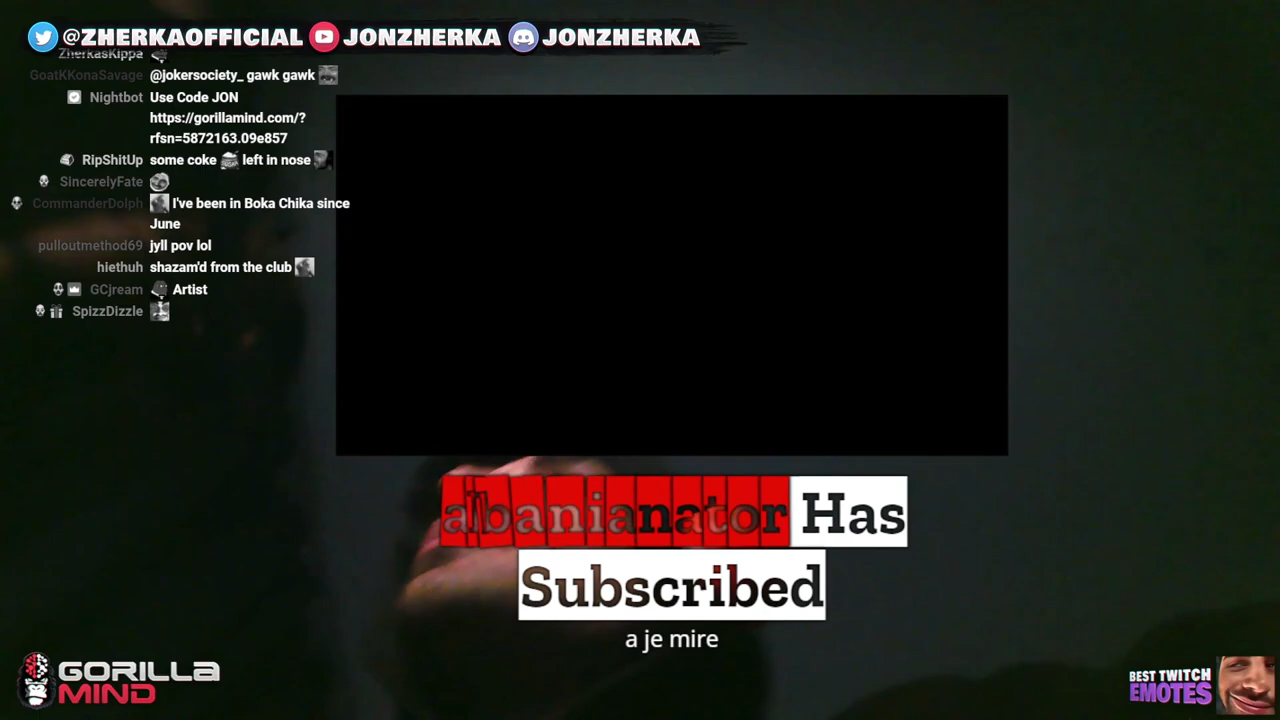 @ZHERKAOFFICIAL JONZHERKA JONZHERKA
ZherkasKippa
GoatKKonaSavage @jokersociety_ gawk gawk
Nightbot Use Code JON
https://gorillamind.com/?
rfsn=5872163.09e857
RipShitUp some coke left in nose
SincerelyFate
CommanderDolph I've been in Boka Chika since
June
pulloutmethod69 jyll pov lol
hiethuh shazam'd from the club
GCjream Artist
SpizzDizzle
albanianator Has
Subscribed
a je mire
GORILLA
MIND
BEST TWITCH
EMOTES